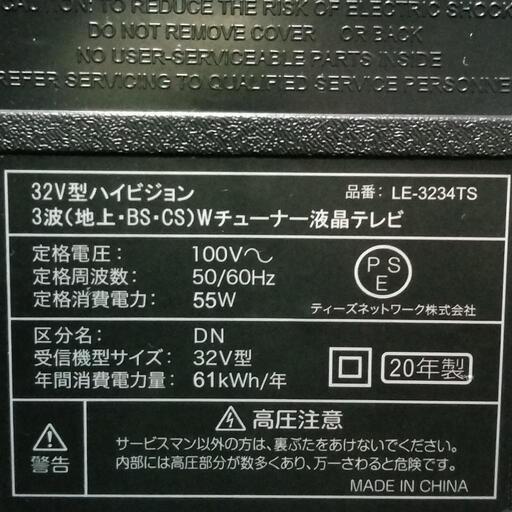 CAUTION: TO REDUCE THE RISK OF ELECTRIC SHOCK
DO NOT REMOVE COVER OR BACK
NO USER-SERVICEABLE PARTS INSIDE
REFER SERVICING TO QUALIFIED SERVICE PERSONNE
32V型ハイビジョン 品番: LE-3234TS
3波(地上・BS・CS)Wチューナー液晶テレビ
定格電圧: 100V～
定格周波数: 50/60Hz
定格消費電力: 55W
PSE
ティーズネットワーク株式会社
区分名: DN
受信機型サイズ: 32V型
年間消費電力量: 61kWh/年
20年製
高圧注意
警告
サービスマン以外の方は、裏ぶたをあけないでください。
内部には高圧部分が数多くあり、万一さわると危険です。
MADE IN CHINA